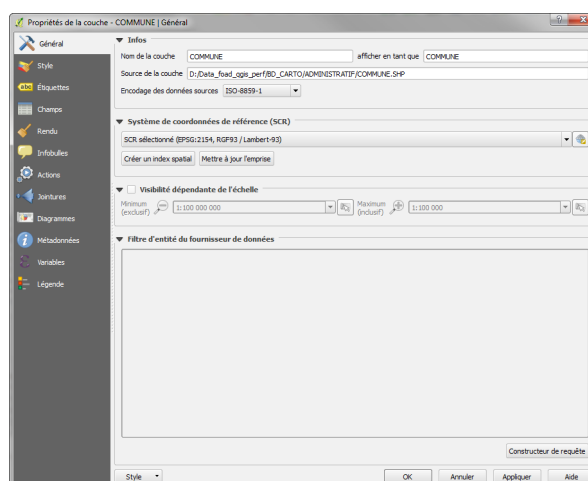 Propriétés de la couche - COMMUNE | Général
Général
Style
Étiquettes
Champs
Rendu
Infobulles
Actions
Jointures
Diagrammes
Métadonnées
Variables
Légende
Infos
Nom de la couche COMMUNE afficher en tant que COMMUNE
Source de la couche D:/Data_foad_qgis_perf/BD_CARTO/ADMINISTRATIF/COMMUNE.SHP
Encodage des données sources ISO-8859-1
Système de coordonnées de référence (SCR)
SCR sélectionné (EPSG:2154, RGF93 / Lambert-93)
Créer un index spatial Mettre à jour l'emprise
Visibilité dépendante de l'échelle
Minimum (exclusif) 1:100 000 000 Maximum (inclusif) 1:100 000
Filtre d'entité du fournisseur de données
Constructeur de requête
Style OK Annuler Appliquer Aide